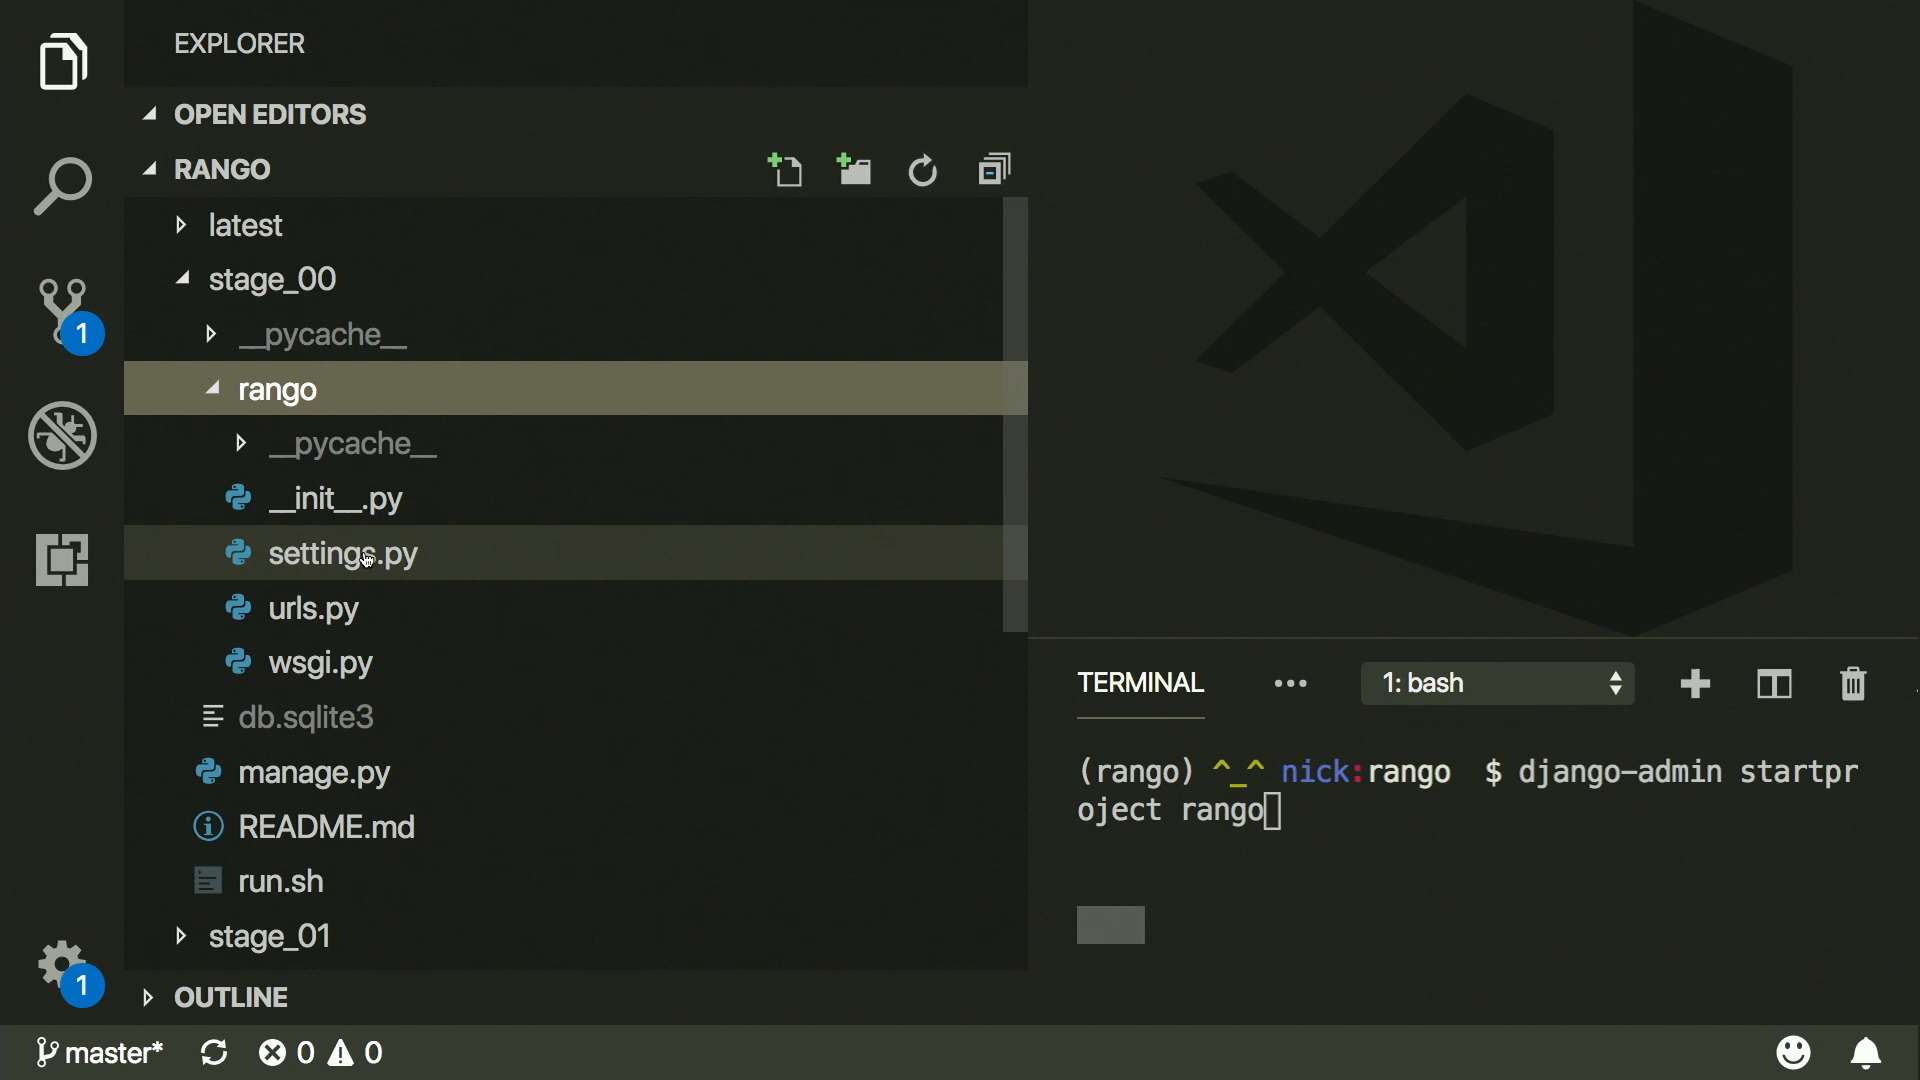 EXPLORER
OPEN EDITORS
RANGO
latest
stage_00
__pycache__
rango
__pycache__
__init__.py
settings.py
urls.py
wsgi.py
db.sqlite3
manage.py
README.md
run.sh
stage_01
OUTLINE
1
1
TERMINAL
1: bash
(rango) ^_^ nick:rango $ django-admin startpr
oject rango
master*
0
0